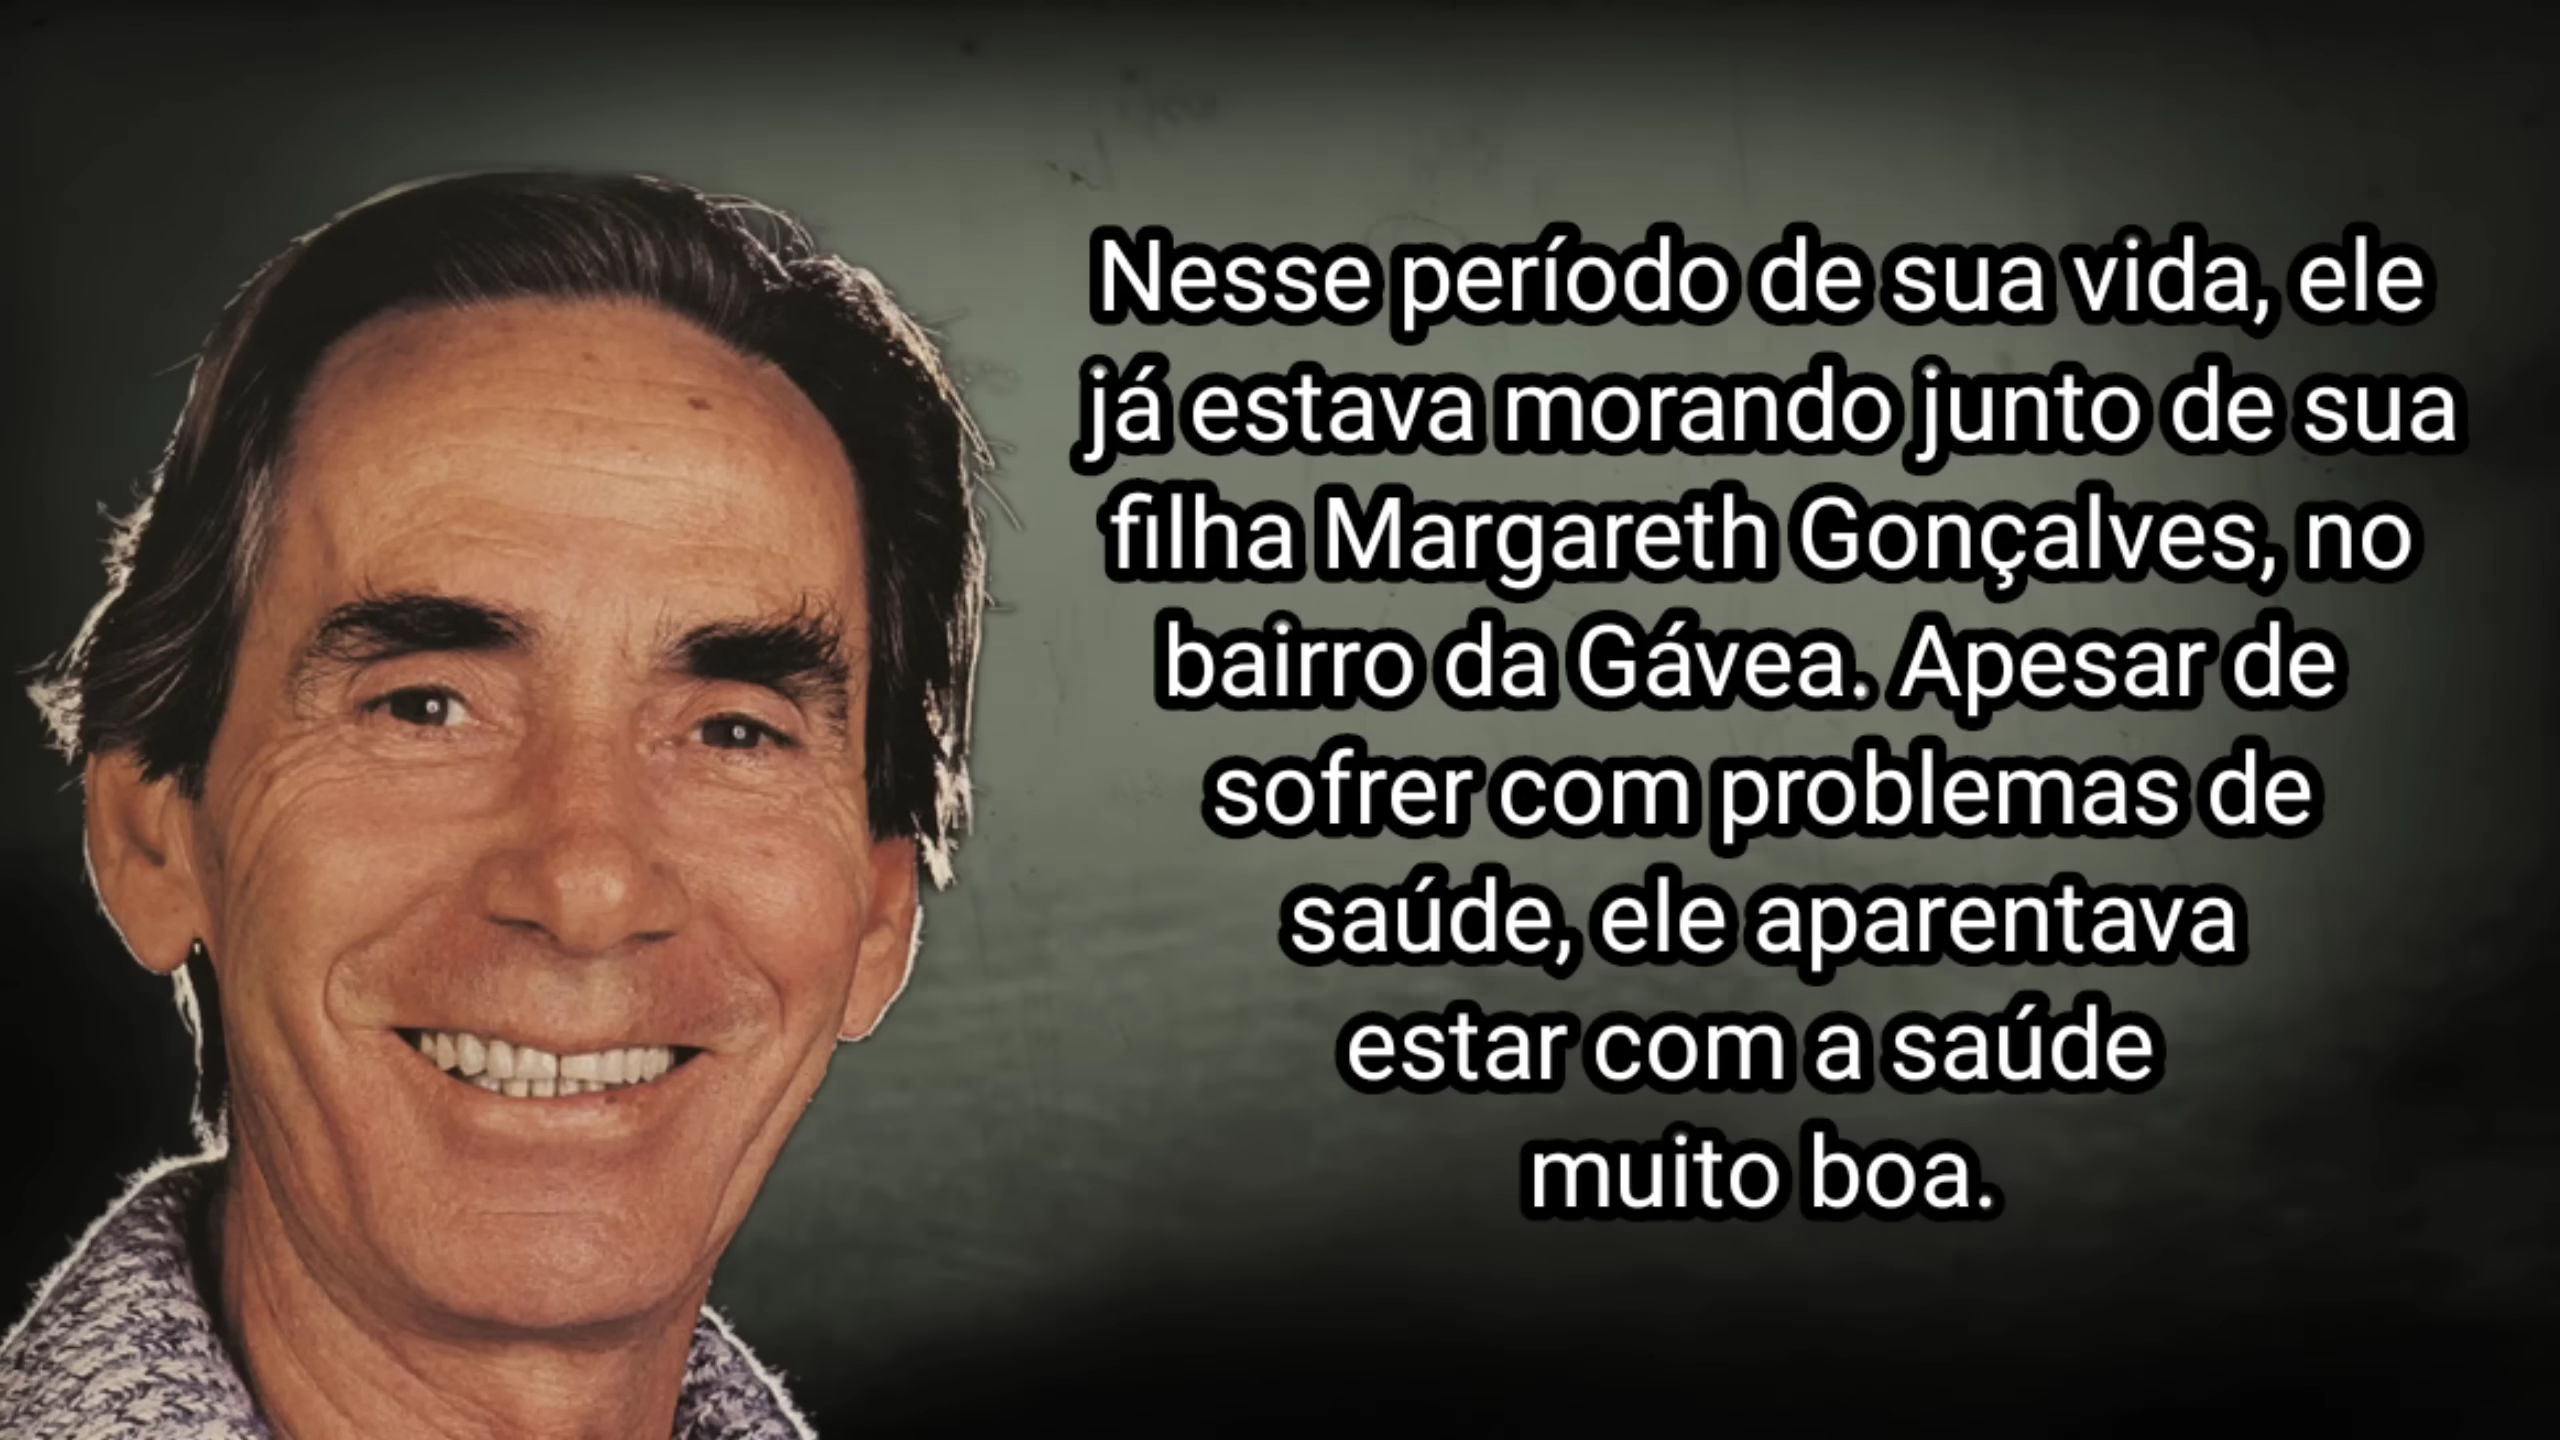 Nesse período de sua vida, ele
já estava morando junto de sua
filha Margareth Gonçalves, no
bairro da Gávea. Apesar de
sofrer com problemas de
saúde, ele aparentava
estar com a saúde
muito boa.